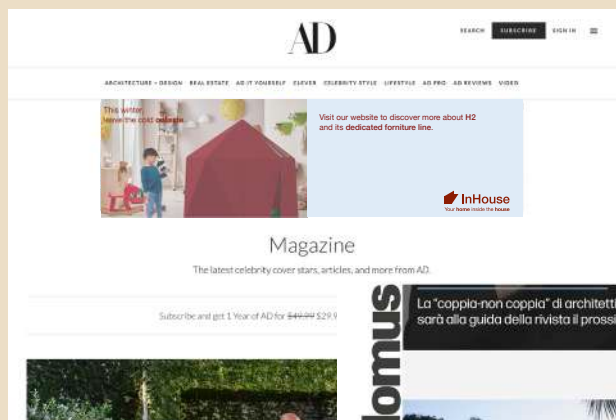 AD
SEARCH SUBSCRIBE SIGN IN
ARCHITECTURE + DESIGN REAL ESTATE AD IT YOURSELF CLEVER CELEBRITY STYLE LIFESTYLE AD PRO AD REVIEWS VIDEO
This winter,
leave the cold outside.
Visit our website to discover more about H2
and its dedicated forniture line.
InHouse
Your home inside the house
Magazine
The latest celebrity cover stars, articles, and more from AD.
Subscribe and get 1 Year of AD for $49.99 $29.9
domus
La "coppia-non coppia" di architetti
sarà alla guida della rivista il prossi